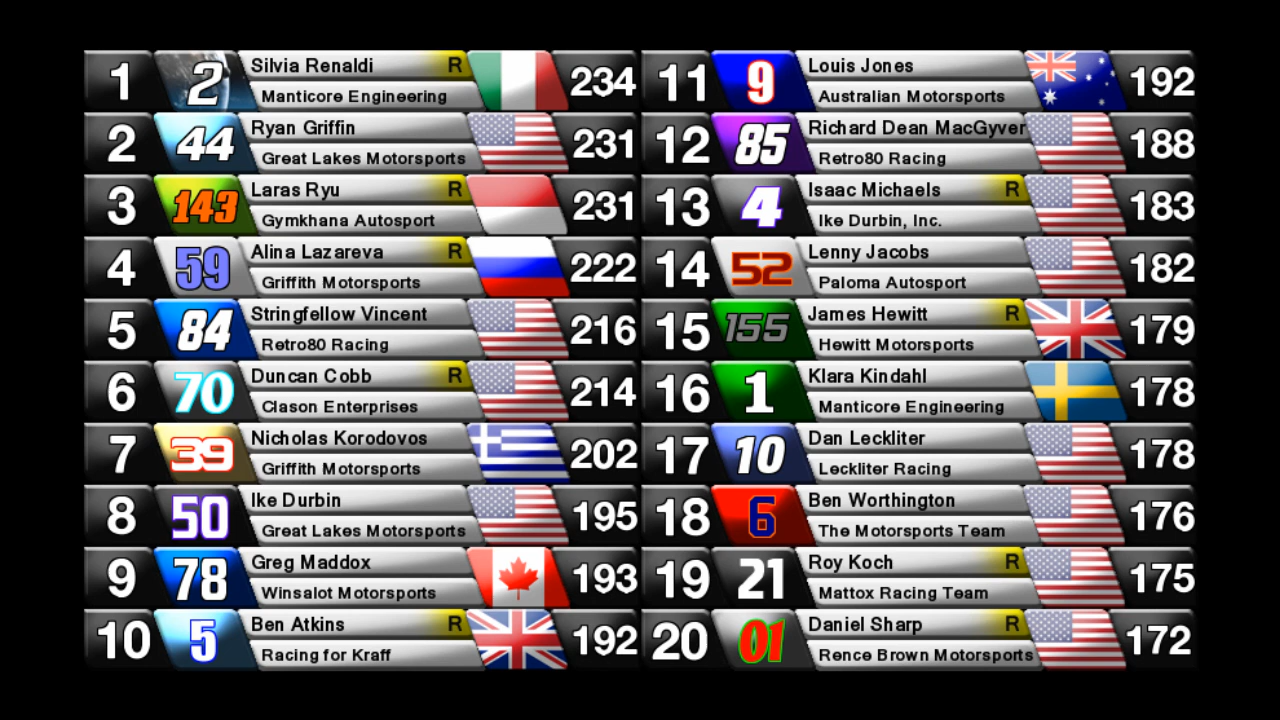 1 2 Silvia Renaldi R 234
Manticore Engineering
2 44 Ryan Griffin 231
Great Lakes Motorsports
3 143 Laras Ryu R 231
Gymkhana Autosport
4 59 Alina Lazareva R 222
Griffith Motorsports
5 84 Stringfellow Vincent 216
Retro80 Racing
6 70 Duncan Cobb R 214
Clason Enterprises
7 39 Nicholas Korodovos 202
Griffith Motorsports
8 50 Ike Durbin 195
Great Lakes Motorsports
9 78 Greg Maddox 193
Winsalot Motorsports
10 5 Ben Atkins R 192
Racing for Kraff
11 9 Louis Jones 192
Australian Motorsports
12 85 Richard Dean MacGyver 188
Retro80 Racing
13 4 Isaac Michaels R 183
Ike Durbin, Inc.
14 52 Lenny Jacobs 182
Paloma Autosport
15 155 James Hewitt R 179
Hewitt Motorsports
16 1 Klara Kindahl 178
Manticore Engineering
17 10 Dan Leckliter 178
Leckliter Racing
18 6 Ben Worthington 176
The Motorsports Team
19 21 Roy Koch R 175
Mattox Racing Team
20 01 Daniel Sharp R 172
Rence Brown Motorsports